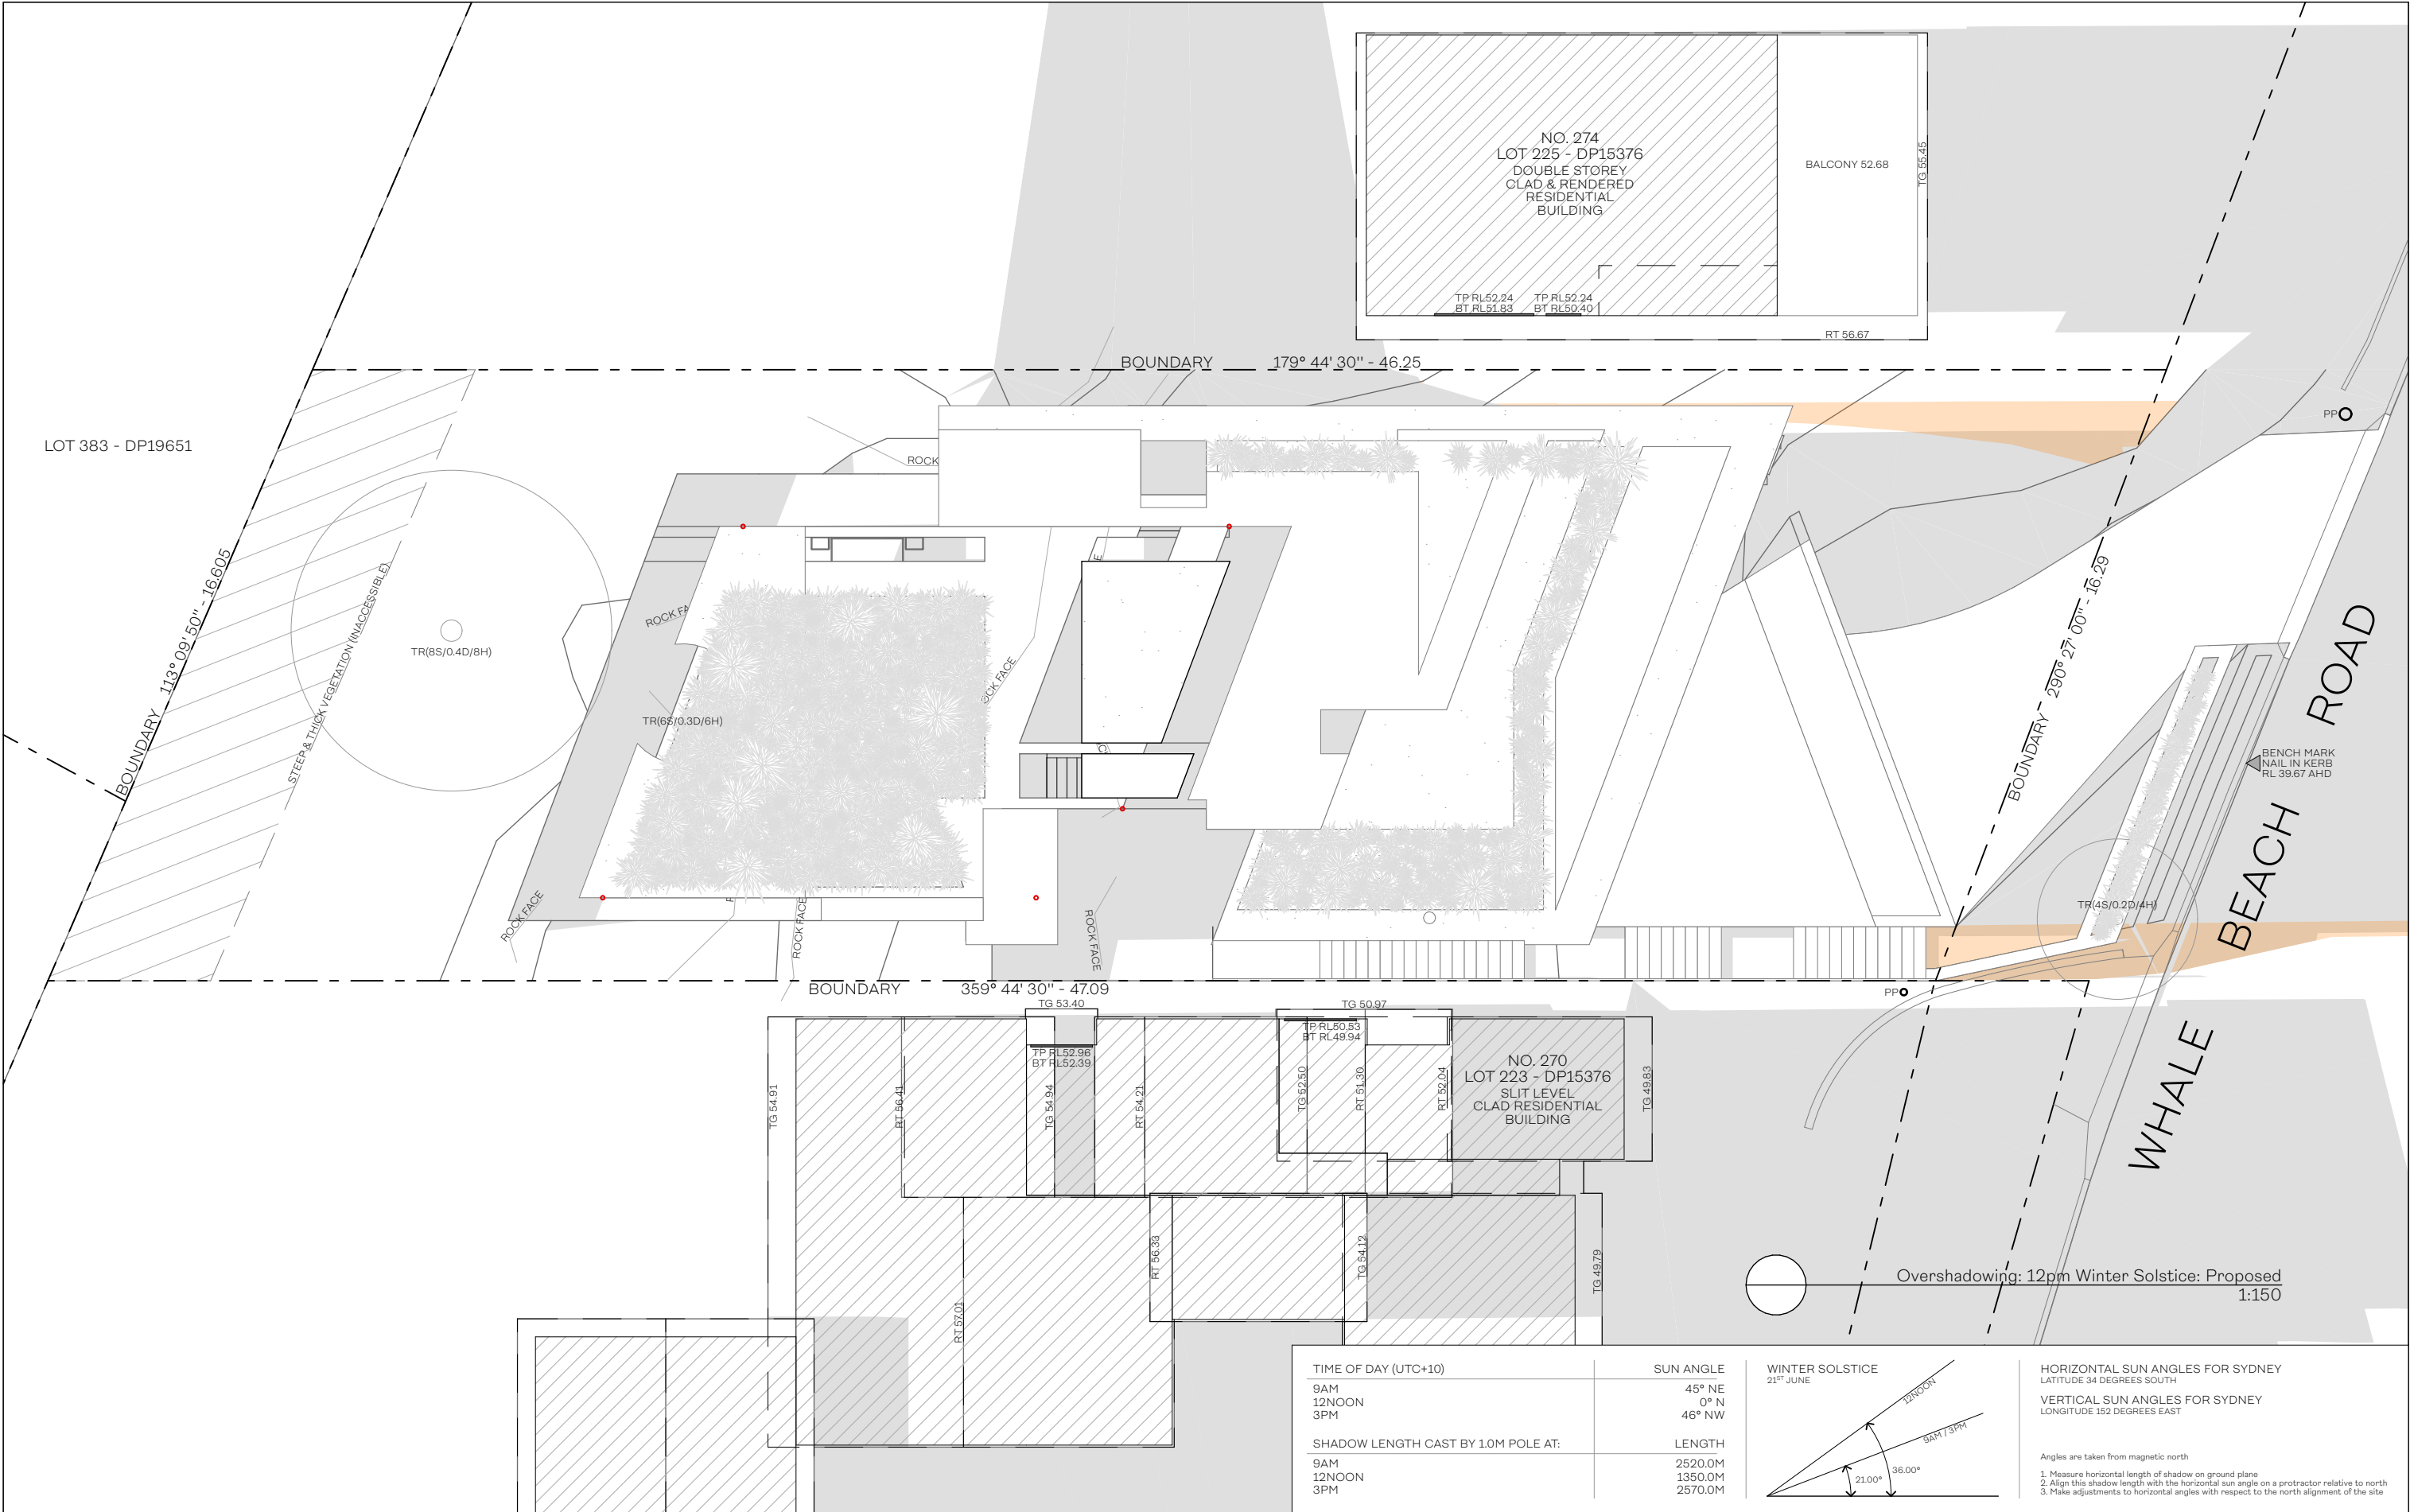 NO. 274
LOT 225 - DP15376
DOUBLE STOREY
CLAD & RENDERED
RESIDENTIAL
BUILDING
BALCONY 52.68
TG 55.45
TP RL52.24
BT RL51.83
TP RL52.24
BT RL50.40
RT 56.67
BOUNDARY 179° 44' 30'' - 46.25
LOT 383 - DP19651
PP
ROCK
BOUNDARY 113° 09' 50'' - 16.605
STEEP & THICK VEGETATION (INACCESSIBLE)
TR(8S/0.4D/8H)
ROCK FA
TR(6S/0.3D/6H)
OCK FACE
BOUNDARY 290° 27' 00'' - 16.29
BENCH MARK
NAIL IN KERB
RL 39.67 AHD
WHALE BEACH ROAD
TR(4S/0.2D/4H)
ROCK FACE
ROCK FACE
ROCK FACE
BOUNDARY 359° 44' 30'' - 47.09
PP
TG 53.40
TG 50.97
TP RL52.96
BT RL52.39
TP RL50.53
BT RL49.94
NO. 270
LOT 223 - DP15376
SLIT LEVEL
CLAD RESIDENTIAL
BUILDING
TG 54.91
RT 56.41
TG 54.94
RT 54.21
TG 52.50
RT 51.30
RT 52.04
TG 49.83
RT 56.33
TG 54.12
TG 49.79
RT 57.01
Overshadowing: 12pm Winter Solstice: Proposed
1:150
TIME OF DAY (UTC+10) SUN ANGLE
9AM 45° NE
12NOON 0° N
3PM 46° NW
SHADOW LENGTH CAST BY 1.0M POLE AT: LENGTH
9AM 2520.0M
12NOON 1350.0M
3PM 2570.0M
WINTER SOLSTICE
21ST JUNE
12NOON
9AM / 3PM
21.00°
36.00°
HORIZONTAL SUN ANGLES FOR SYDNEY
LATITUDE 34 DEGREES SOUTH
VERTICAL SUN ANGLES FOR SYDNEY
LONGITUDE 152 DEGREES EAST
Angles are taken from magnetic north
1. Measure horizontal length of shadow on ground plane
2. Align this shadow length with the horizontal sun angle on a protractor relative to north
3. Make adjustments to horizontal angles with respect to the north alignment of the site